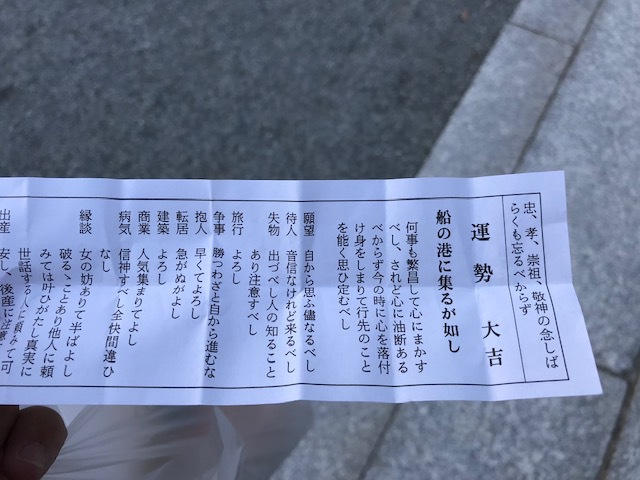 忠、孝、崇祖、敬神の念しば
らくも忘るべからず
運勢 大吉
船の港に集るが如し
何事も繁昌して心にまかす
べし、されど心に油断ある
べからず今の時に心を落付
け身をしまりて行先のこと
を能く思ひ定むべし
願望 自から思ふ儘なるべし
待人 音信なけれど来るべし
失物 出づべし人の知ること
あり注意すべし
旅行 よろし
争事 勝つわざと自から進むな
抱人 早くてよろし
転居 急がぬがよし
建築 よろし
商業 人気集まりてよし
病気 信神すべし全快間違ひ
なし
縁談 女の妨ありて半ばよし
破るゝことあり他人に頼
みては叶ひがたし真実に
世話する人に頼みて可
出産 安し、後産に注意